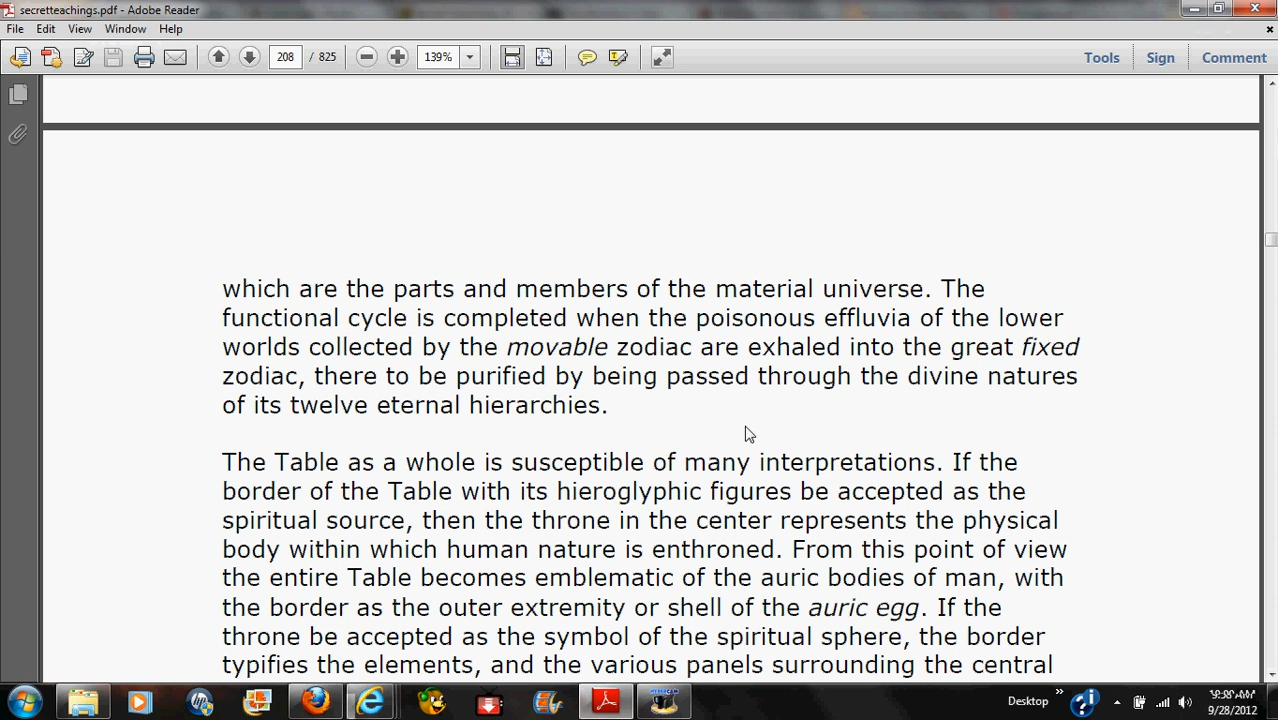 secretteachings.pdf - Adobe Reader
File Edit View Window Help
208 / 825 139% Tools Sign Comment
which are the parts and members of the material universe. The
functional cycle is completed when the poisonous effluvia of the lower
worlds collected by the movable zodiac are exhaled into the great fixed
zodiac, there to be purified by being passed through the divine natures
of its twelve eternal hierarchies.
The Table as a whole is susceptible of many interpretations. If the
border of the Table with its hieroglyphic figures be accepted as the
spiritual source, then the throne in the center represents the physical
body within which human nature is enthroned. From this point of view
the entire Table becomes emblematic of the auric bodies of man, with
the border as the outer extremity or shell of the auric egg. If the
throne be accepted as the symbol of the spiritual sphere, the border
typifies the elements, and the various panels surrounding the central
Desktop
9/28/2012